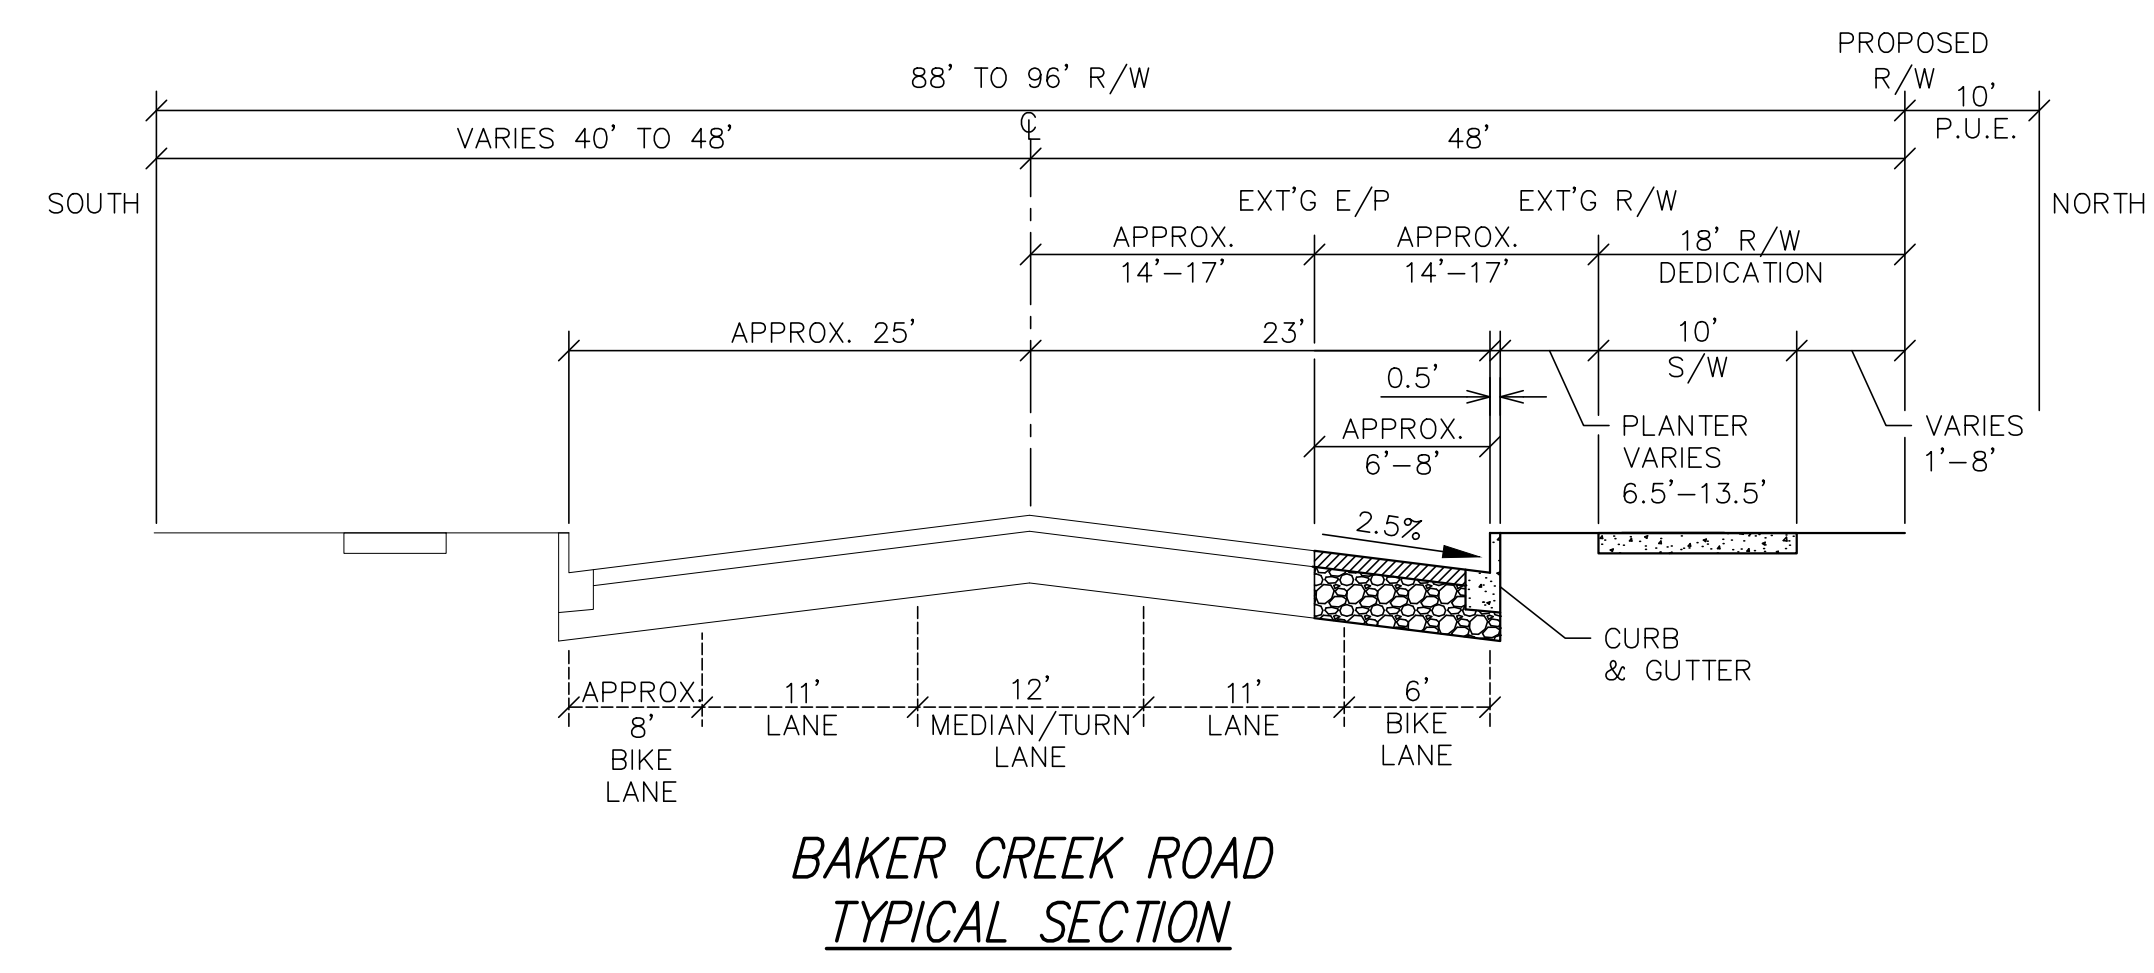 PROPOSED
R/W
88' TO 96' R/W
10'
P.U.E.
℄
VARIES 40' TO 48'
48'
SOUTH
NORTH
EXT'G E/P
EXT'G R/W
APPROX.
14'-17'
APPROX.
14'-17'
18' R/W
DEDICATION
APPROX. 25'
23'
10'
S/W
0.5'
APPROX.
6'-8'
PLANTER
VARIES
6.5'-13.5'
VARIES
1'-8'
2.5%
CURB
& GUTTER
APPROX.
8'
BIKE
LANE
11'
LANE
12'
MEDIAN/TURN
LANE
11'
LANE
6'
BIKE
LANE
BAKER CREEK ROAD
TYPICAL SECTION